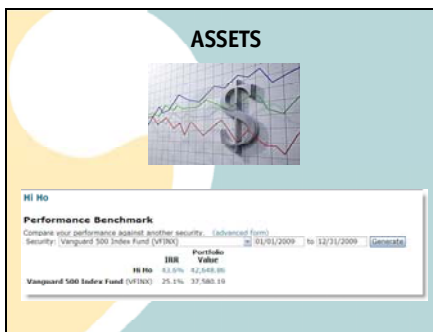 ASSETS
Hi Ho
Performance Benchmark
Compare your performance against another security. (advanced form)
Security: Vanguard 500 Index Fund (VFINX) 01/01/2009 to 12/31/2009 Generate
Portfolio
IRR Value
Hi Ho 43.6% 42,648.86
Vanguard 500 Index Fund (VFINX) 25.1% 37,580.19